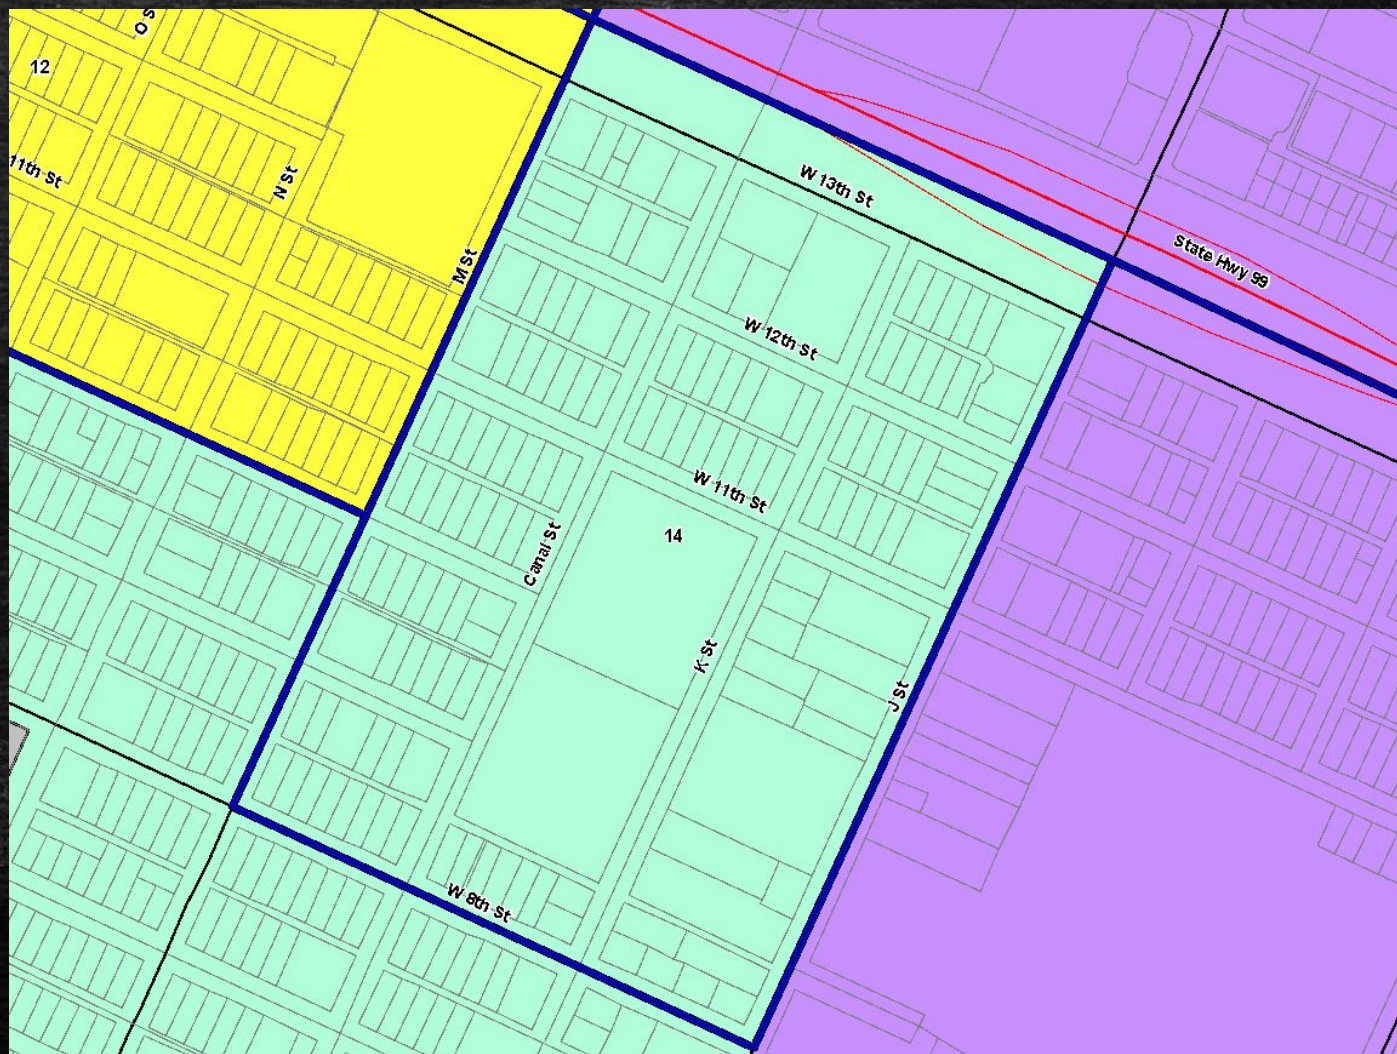 O S
12
11th St
N St
M St
W 13th St
State Hwy 99
W 12th St
W 11th St
14
Canal St
K St
J St
W 8th St